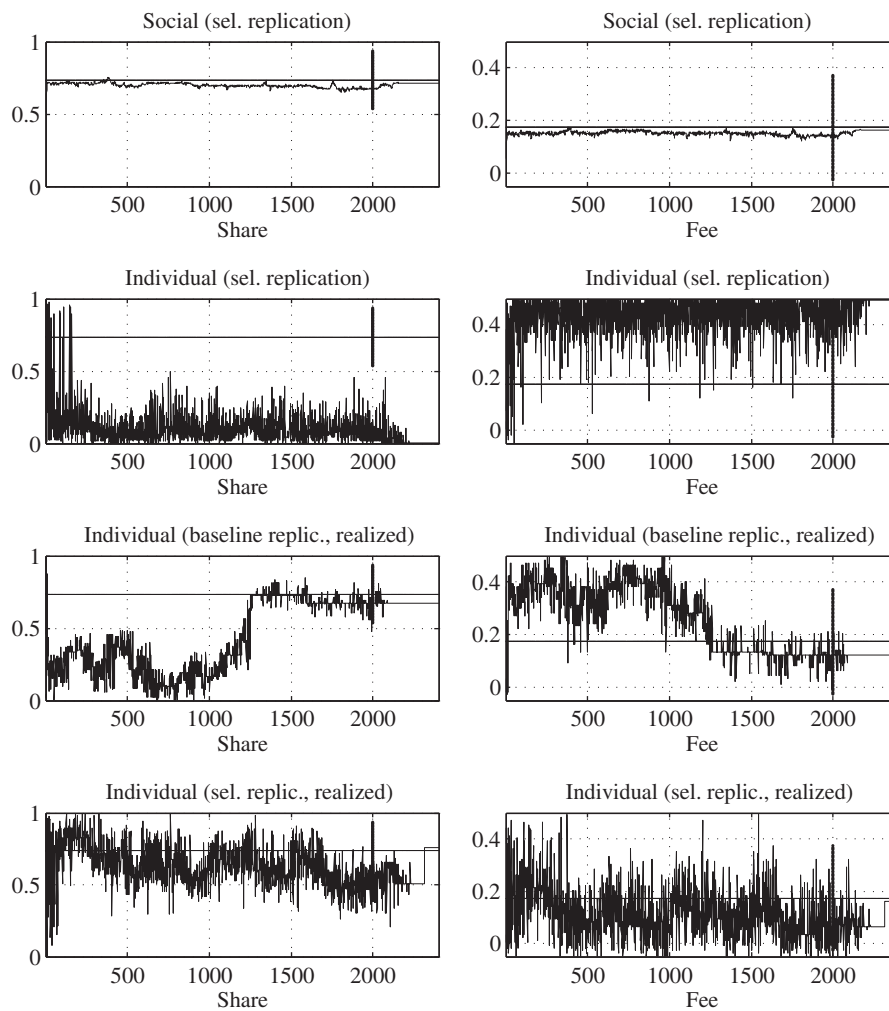 Social (sel. replication)
1
0.5
0
500 1000 1500 2000
Share
Social (sel. replication)
0.4
0.2
0
500 1000 1500 2000
Fee
Individual (sel. replication)
1
0.5
0
500 1000 1500 2000
Share
Individual (sel. replication)
0.4
0.2
0
500 1000 1500 2000
Fee
Individual (baseline replic., realized)
1
0.5
0
500 1000 1500 2000
Share
Individual (baseline replic., realized)
0.4
0.2
0
500 1000 1500 2000
Fee
Individual (sel. replic., realized)
1
0.5
0
500 1000 1500 2000
Share
Individual (sel. replic., realized)
0.4
0.2
0
500 1000 1500 2000
Fee